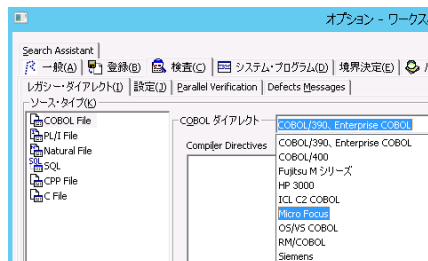 オプション - ワークス
Search Assistant
一般(A) 登録(B) 検査(C) システム・プログラム(D) 境界決定(E)
レガシー・ダイアレクト(I) 設定(J) Parallel Verification Defects Messages
ソース・タイプ(K)
COBOL File
PL/I File
Natural File
SQL SQL
CPP File
C File
COBOL ダイアレクト
COBOL/390、Enterprise COBOL
Compiler Directives
COBOL/390、Enterprise COBOL
COBOL/400
Fujitsu M シリーズ
HP 3000
ICL C2 COBOL
Micro Focus
OS/VS COBOL
RM/COBOL
Siemens